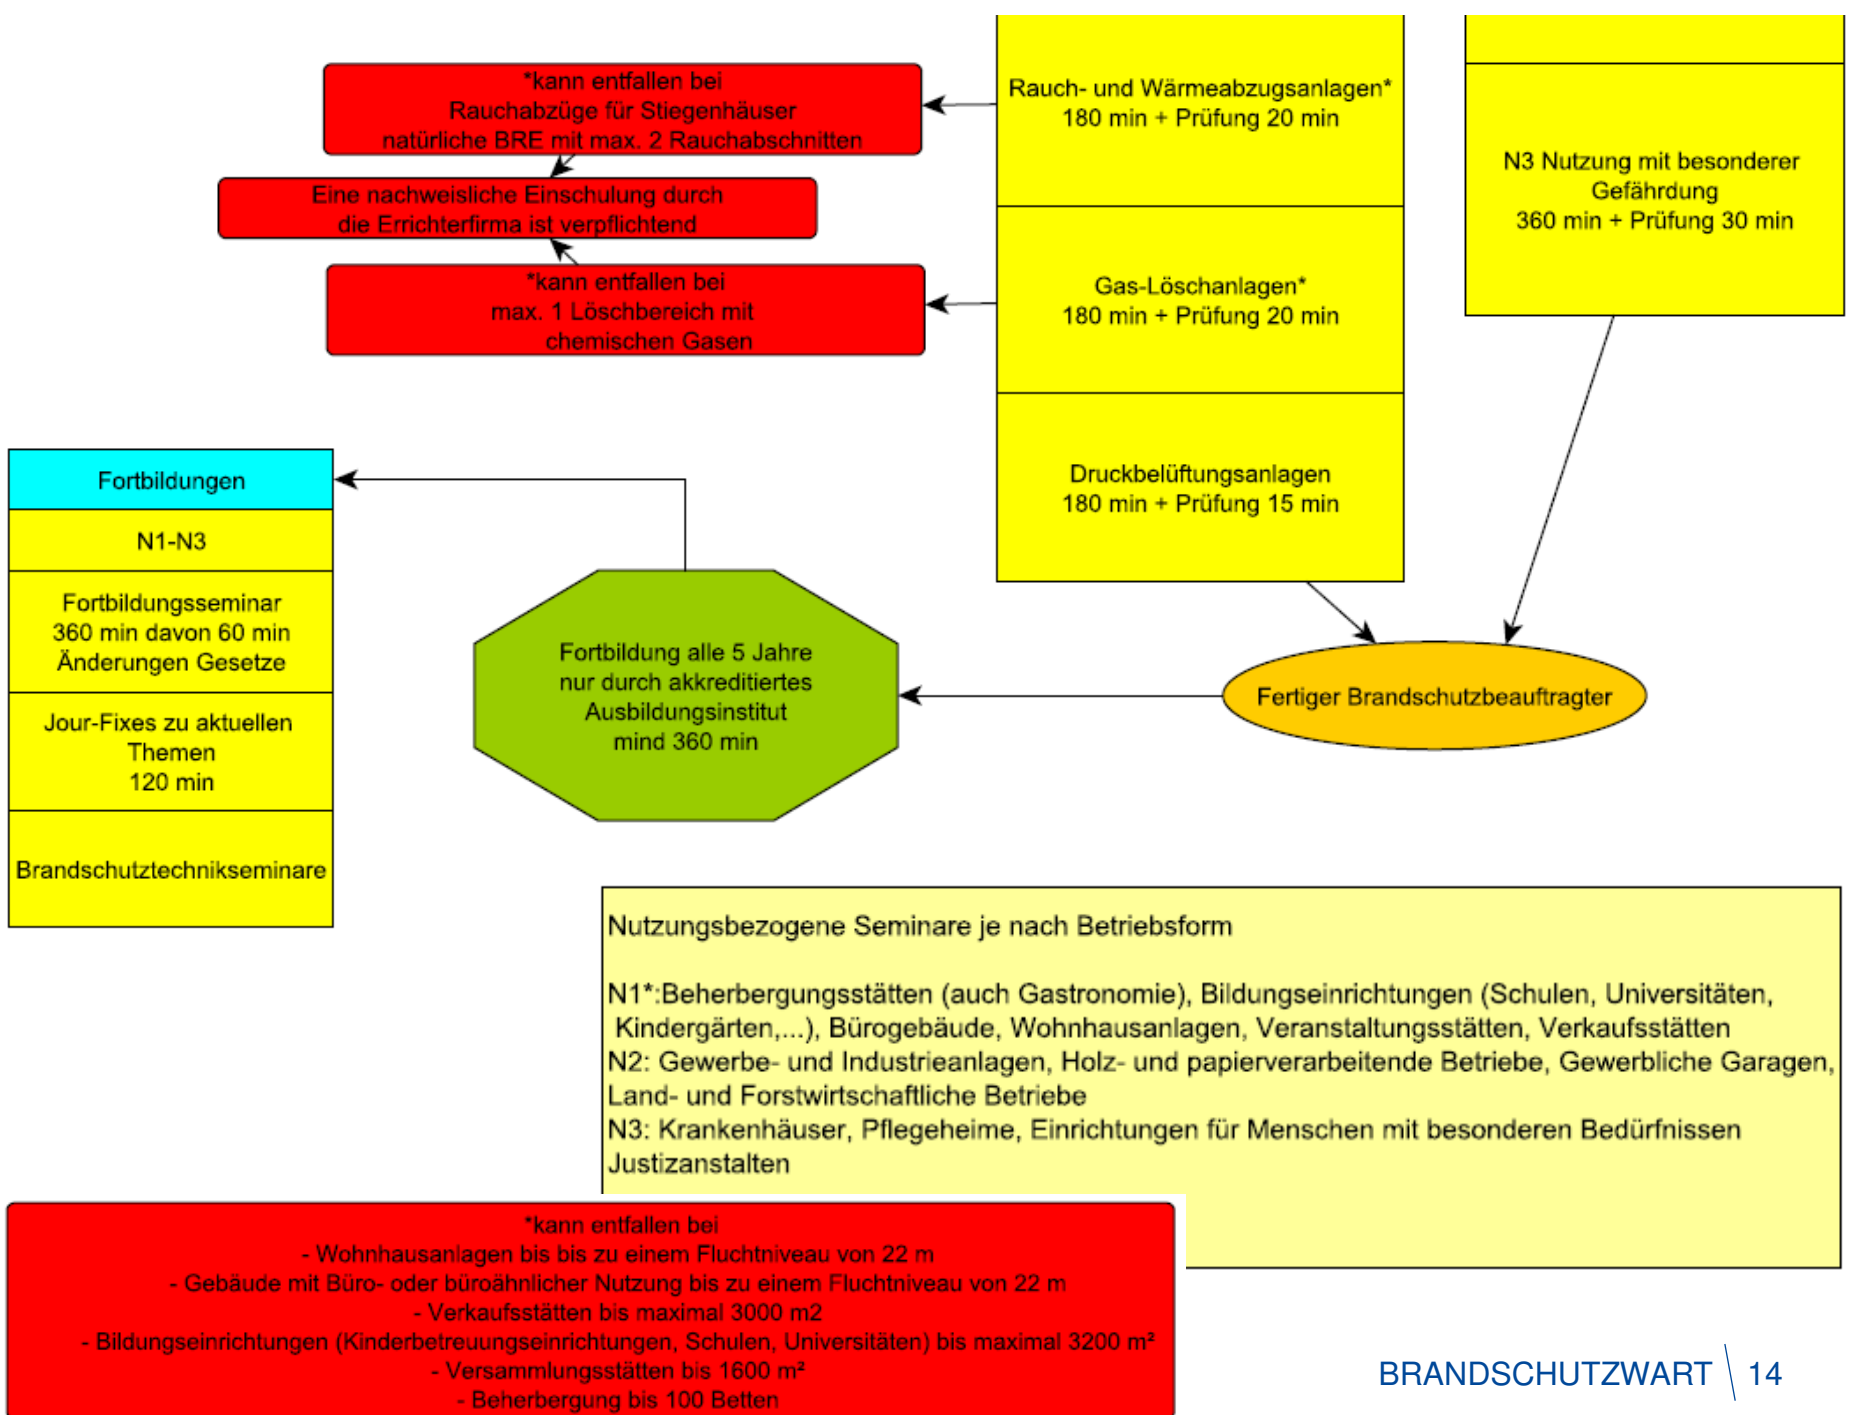 *kann entfallen bei
Rauchabzüge für Stiegenhäuser
natürliche BRE mit max. 2 Rauchabschnitten
Eine nachweisliche Einschulung durch
die Errichterfirma ist verpflichtend
*kann entfallen bei
max. 1 Löschbereich mit
chemischen Gasen
Rauch- und Wärmeabzugsanlagen*
180 min + Prüfung 20 min
Gas-Löschanlagen*
180 min + Prüfung 20 min
Druckbelüftungsanlagen
180 min + Prüfung 15 min
N3 Nutzung mit besonderer
Gefährdung
360 min + Prüfung 30 min
Fortbildungen
N1-N3
Fortbildungsseminar
360 min davon 60 min
Änderungen Gesetze
Jour-Fixes zu aktuellen
Themen
120 min
Brandschutztechnikseminare
Fortbildung alle 5 Jahre
nur durch akkreditiertes
Ausbildungsinstitut
mind 360 min
Fertiger Brandschutzbeauftragter
Nutzungsbezogene Seminare je nach Betriebsform
N1*:Beherbergungsstätten (auch Gastronomie), Bildungseinrichtungen (Schulen, Universitäten,
Kindergärten,...), Bürogebäude, Wohnhausanlagen, Veranstaltungsstätten, Verkaufsstätten
N2: Gewerbe- und Industrieanlagen, Holz- und papierverarbeitende Betriebe, Gewerbliche Garagen,
Land- und Forstwirtschaftliche Betriebe
N3: Krankenhäuser, Pflegeheime, Einrichtungen für Menschen mit besonderen Bedürfnissen
Justizanstalten
*kann entfallen bei
- Wohnhausanlagen bis bis zu einem Fluchtniveau von 22 m
- Gebäude mit Büro- oder büroähnlicher Nutzung bis zu einem Fluchtniveau von 22 m
- Verkaufsstätten bis maximal 3000 m2
- Bildungseinrichtungen (Kinderbetreuungseinrichtungen, Schulen, Universitäten) bis maximal 3200 m²
- Versammlungsstätten bis 1600 m²
- Beherbergung bis 100 Betten
BRANDSCHUTZWART \ 14